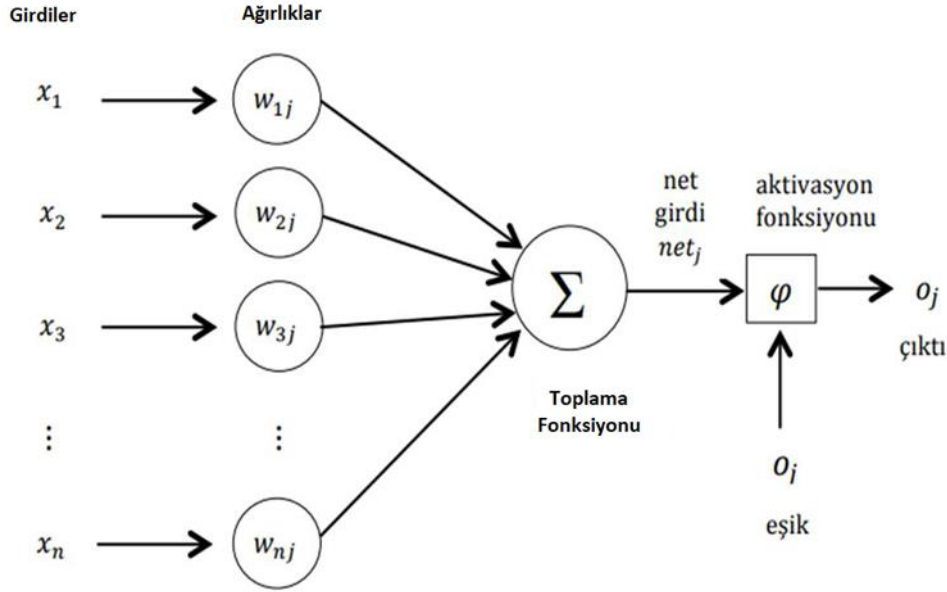 Girdiler
Ağırlıklar
x₁
w₁ⱼ
x₂
w₂ⱼ
x₃
w₃ⱼ
⋮
⋮
xₙ
wₙⱼ
Σ
Toplama
Fonksiyonu
net
girdi
netⱼ
aktivasyon
fonksiyonu
φ
oⱼ
çıktı
oⱼ
eşik